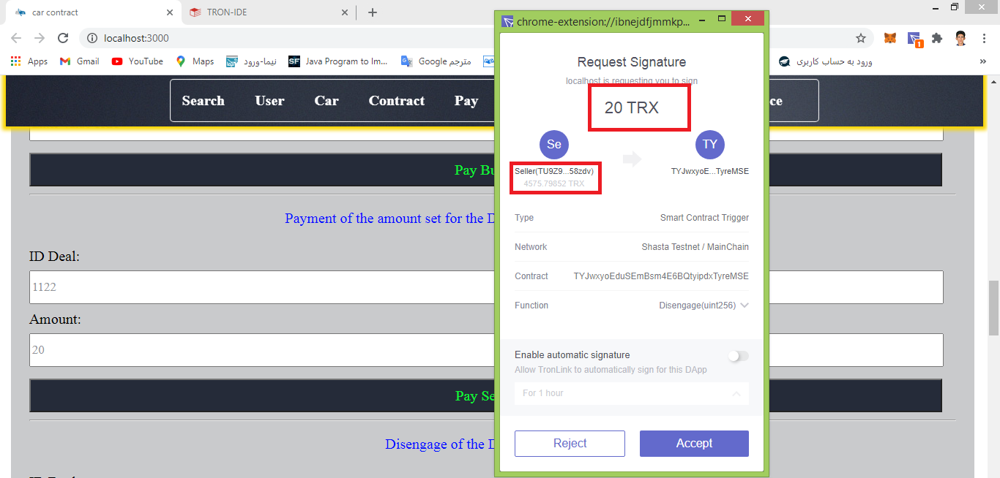 car contract
TRON-IDE
chrome-extension://ibnejdfjmmkp...
localhost:3000
Apps
Gmail
YouTube
Maps
نیما-ورود
SF
Java Program to Im...
مترجم Google
ورود به حساب کاربری
1
Search
User
Car
Contract
Pay
ce
Pay Bu
Payment of the amount set for the D
ID Deal:
1122
Amount:
20
Pay Se
Disengage of the D
Request Signature
localhost is requesting you to sign
20 TRX
Se
TY
Seller(TU9Z9...58zdv)
TYJwxyoE...TyreMSE
4575.79852 TRX
Type
Smart Contract Trigger
Network
Shasta Testnet / MainChain
Contract
TYJwxyoEduSEmBsm4E6BQtyipdxTyreMSE
Function
Disengage(uint256)
Enable automatic signature
Allow TronLink to automatically sign for this DApp
For 1 hour
Reject
Accept